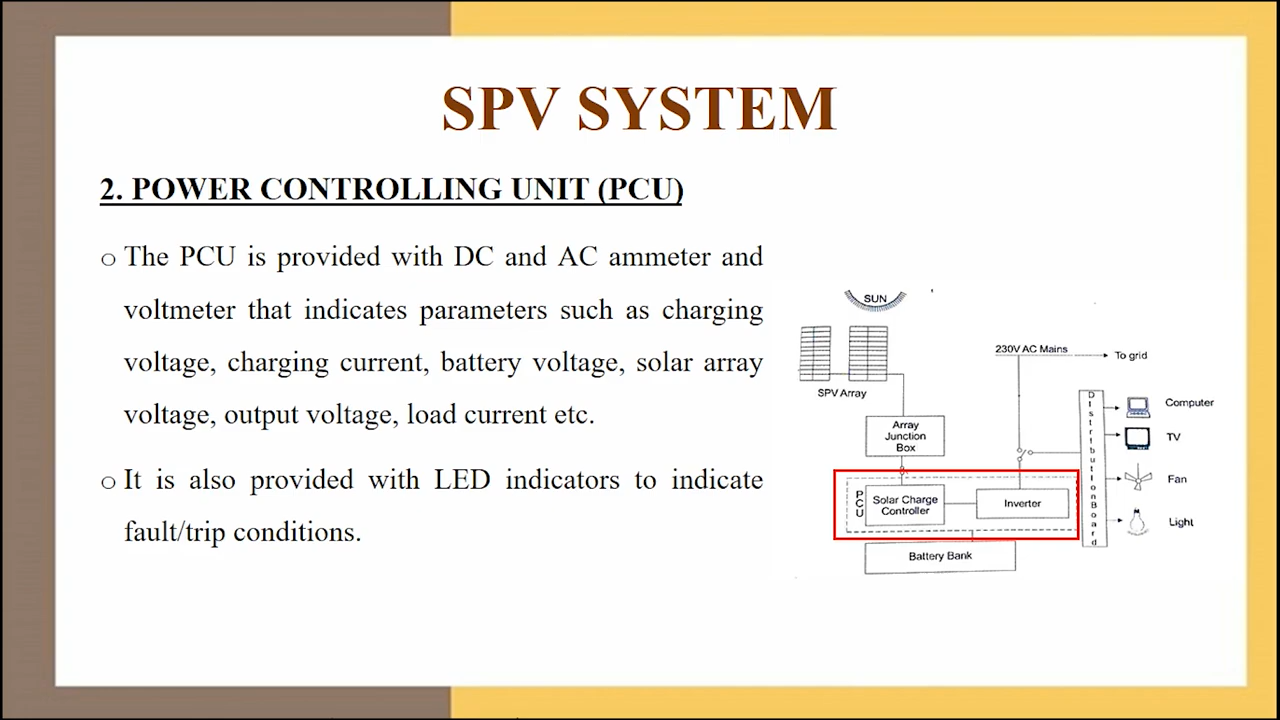 SPV SYSTEM
2. POWER CONTROLLING UNIT (PCU)
o The PCU is provided with DC and AC ammeter and
voltmeter that indicates parameters such as charging
voltage, charging current, battery voltage, solar array
voltage, output voltage, load current etc.
o It is also provided with LED indicators to indicate
fault/trip conditions.
SUN
SPV Array
230V AC Mains
To grid
Array
Junction
Box
PCU
Solar Charge
Controller
Inverter
Battery Bank
Distribution Board
Computer
TV
Fan
Light